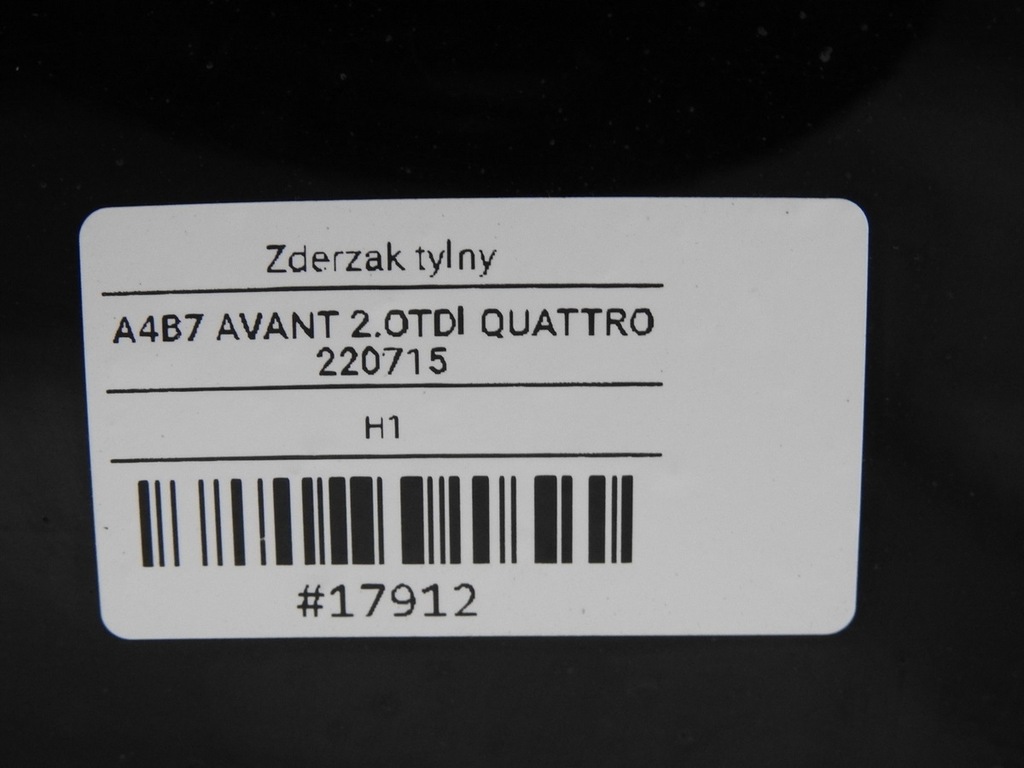 Zderzak tylny
A4B7 AVANT 2.0TDI QUATTRO
220715
H1
#17912